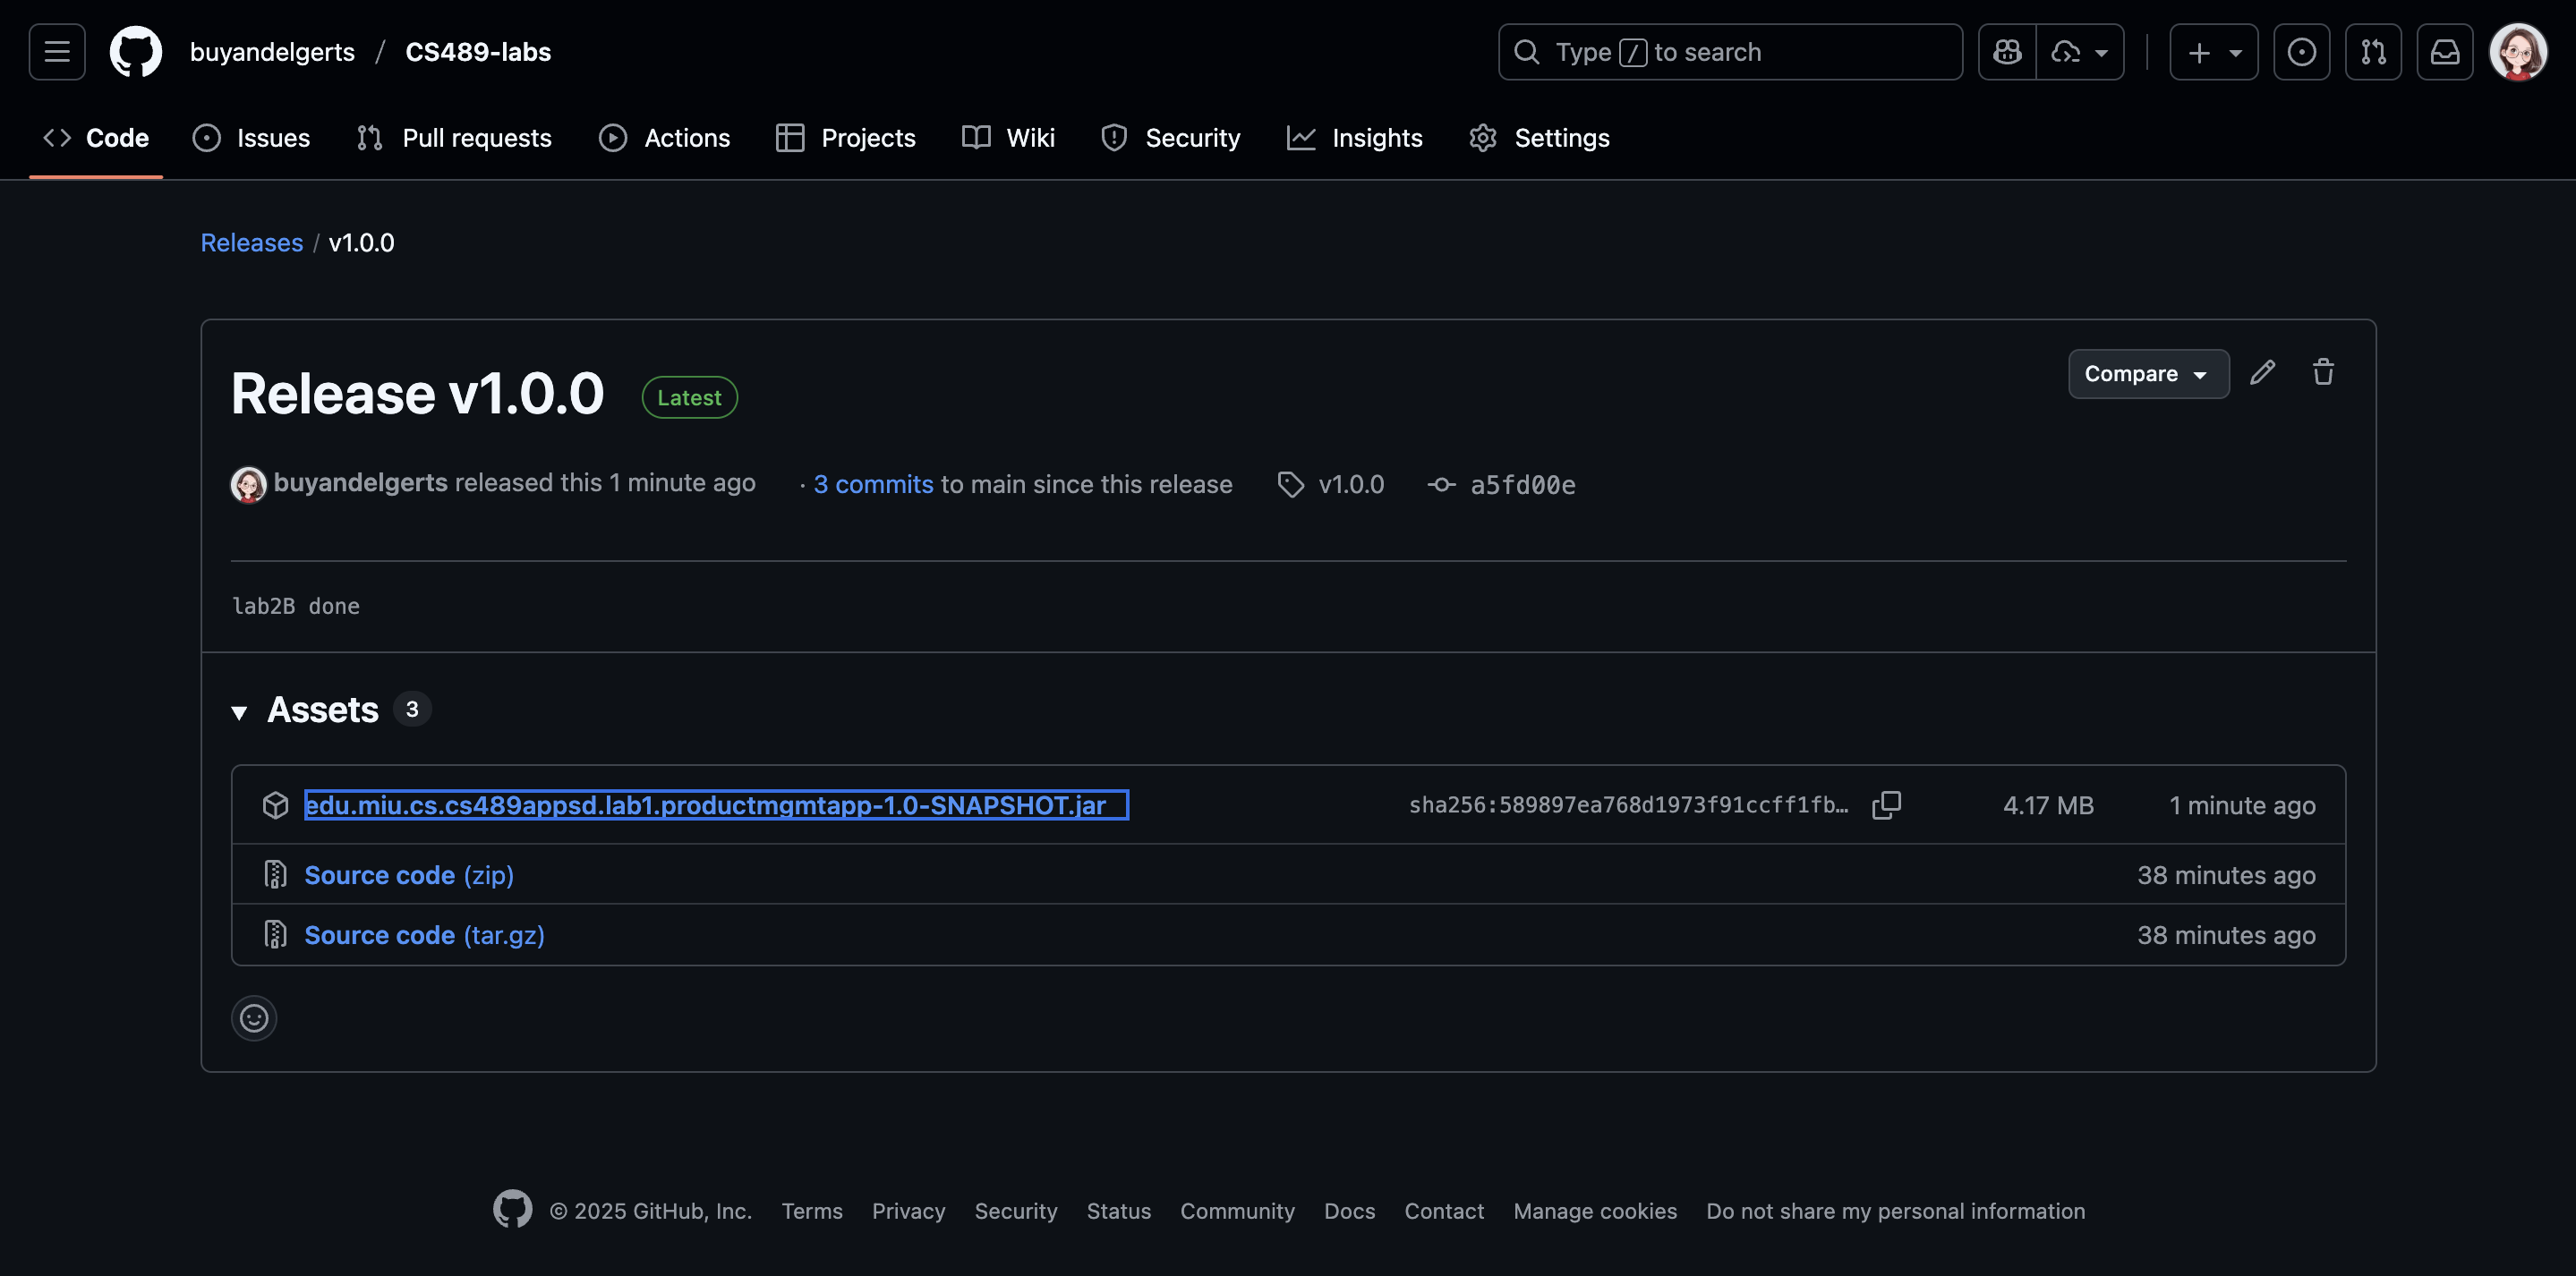 buyandelgerts / CS489-labs
Type / to search
Code Issues Pull requests Actions Projects Wiki Security Insights Settings
Releases / v1.0.0
Release v1.0.0 Latest
Compare
buyandelgerts released this 1 minute ago · 3 commits to main since this release v1.0.0 a5fd00e
lab2B done
Assets 3
edu.miu.cs.cs489appsd.lab1.productmgmtapp-1.0-SNAPSHOT.jar sha256:589897ea768d1973f91ccff1fb… 4.17 MB 1 minute ago
Source code (zip) 38 minutes ago
Source code (tar.gz) 38 minutes ago
© 2025 GitHub, Inc. Terms Privacy Security Status Community Docs Contact Manage cookies Do not share my personal information